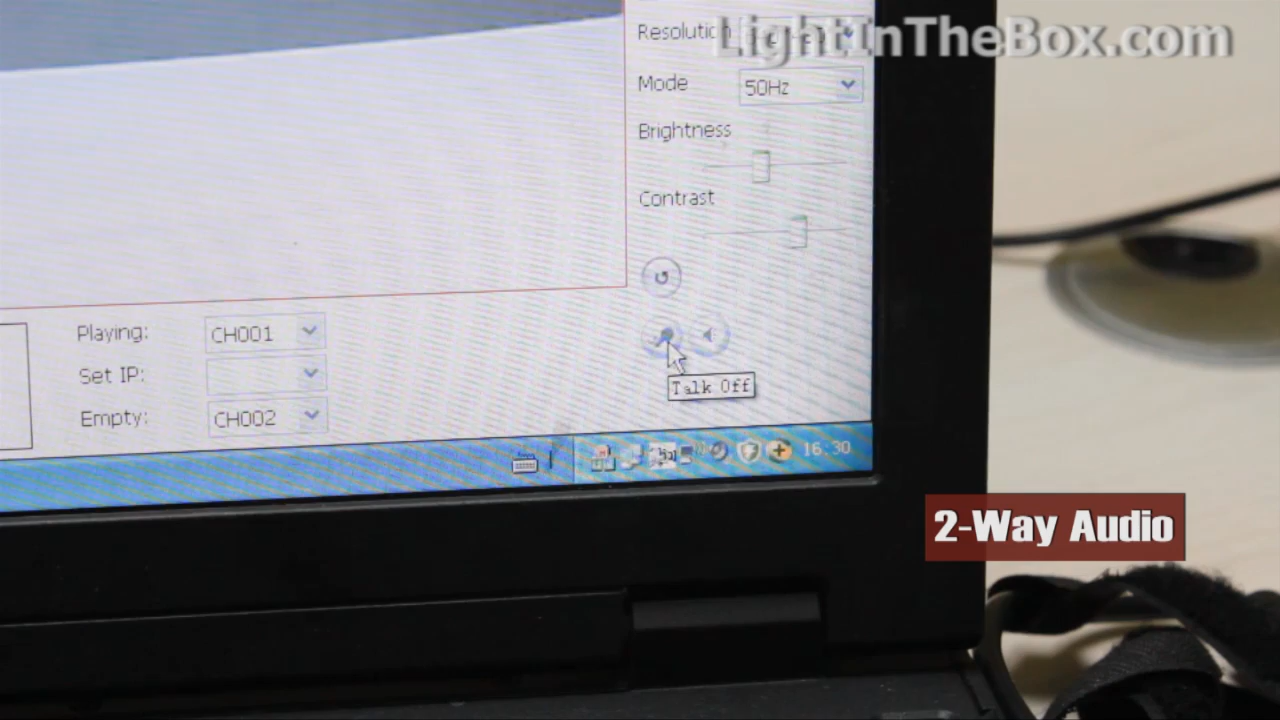 LightInTheBox.com
Resolution
Mode
50Hz
Brightness
Contrast
Playing:
CH001
Set IP:
Empty:
CH002
Talk Off
16:30
2-Way Audio